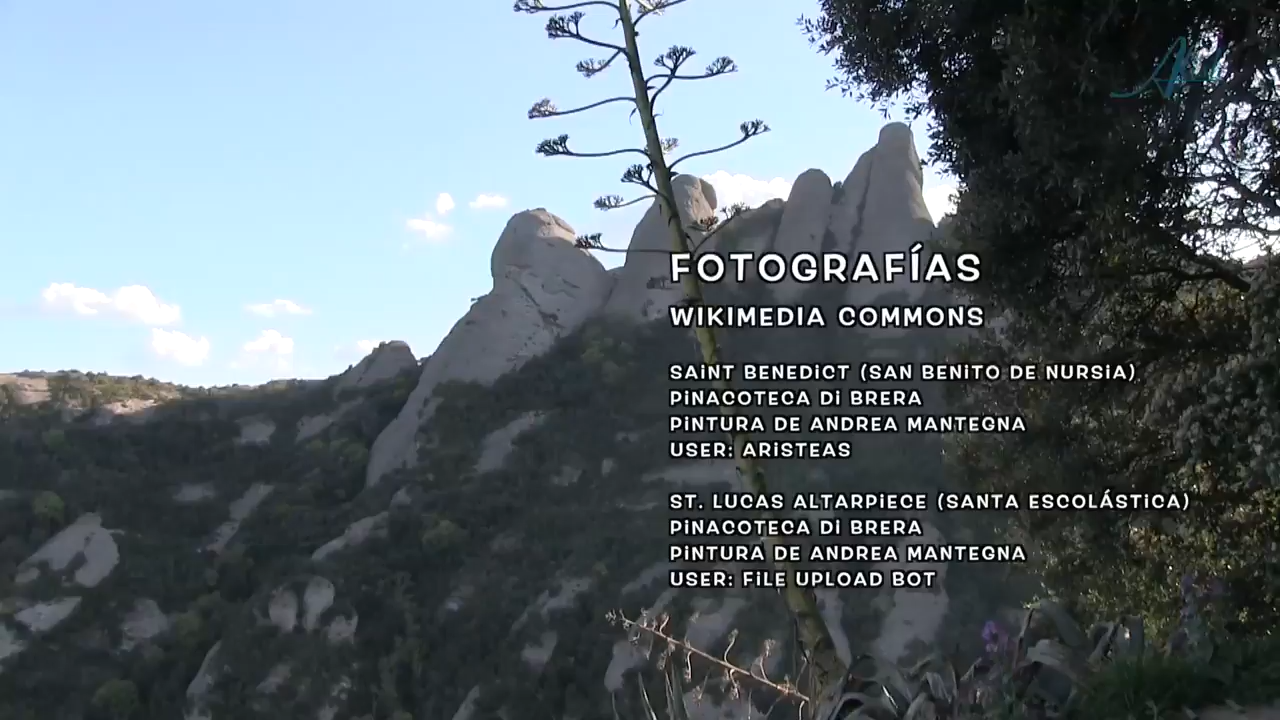 FOTOGRAFÍAS
WIKIMEDIA COMMONS
SAINT BENEDICT (SAN BENITO DE NURSIA)
PINACOTECA DI BRERA
PINTURA DE ANDREA MANTEGNA
USER: ARISTEAS
ST. LUCAS ALTARPIECE (SANTA ESCOLÁSTICA)
PINACOTECA DI BRERA
PINTURA DE ANDREA MANTEGNA
USER: FILE UPLOAD BOT